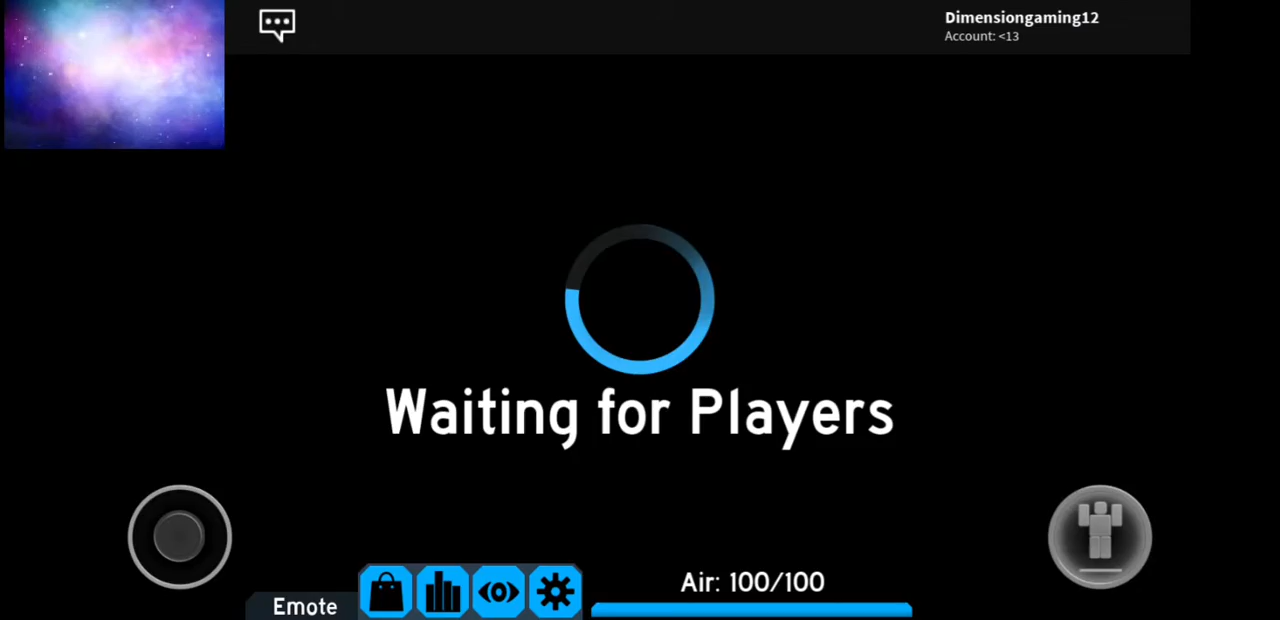 Dimensiongaming12
Account: <13
Waiting for Players
Air: 100/100
Emote